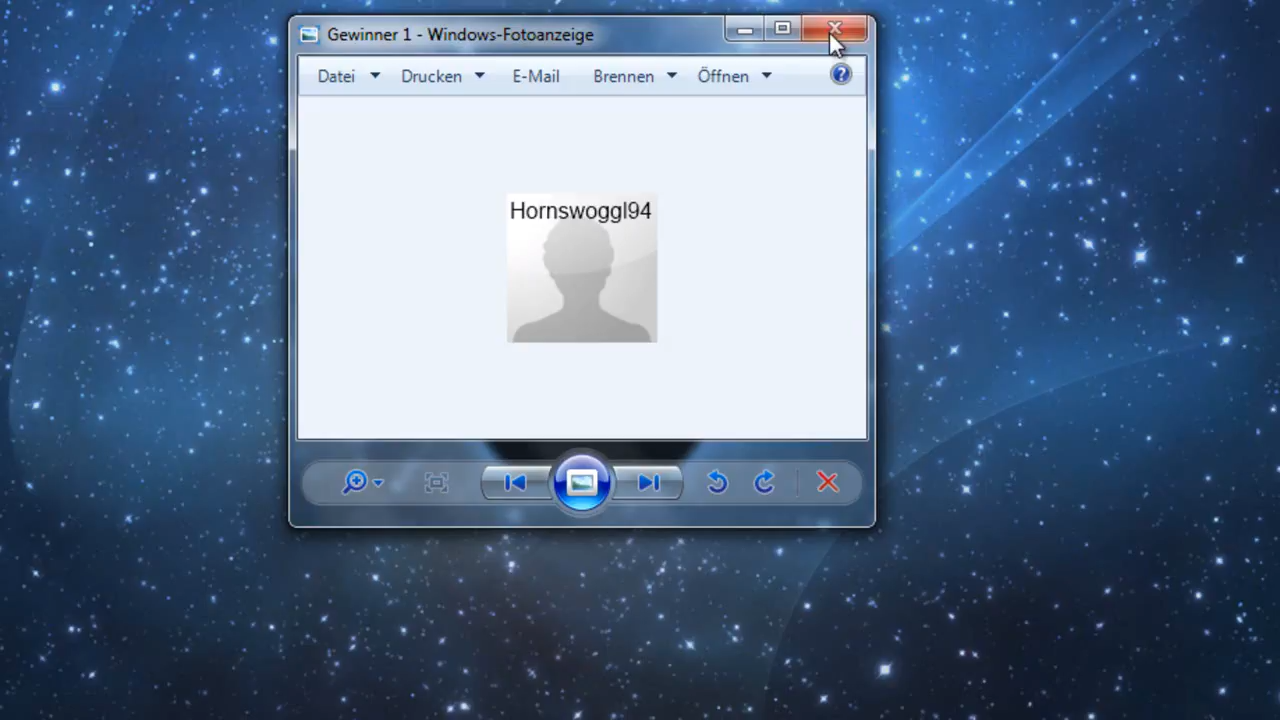 Gewinner 1 - Windows-Fotoanzeige
Datei Drucken E-Mail Brennen Öffnen
Hornswoggl94